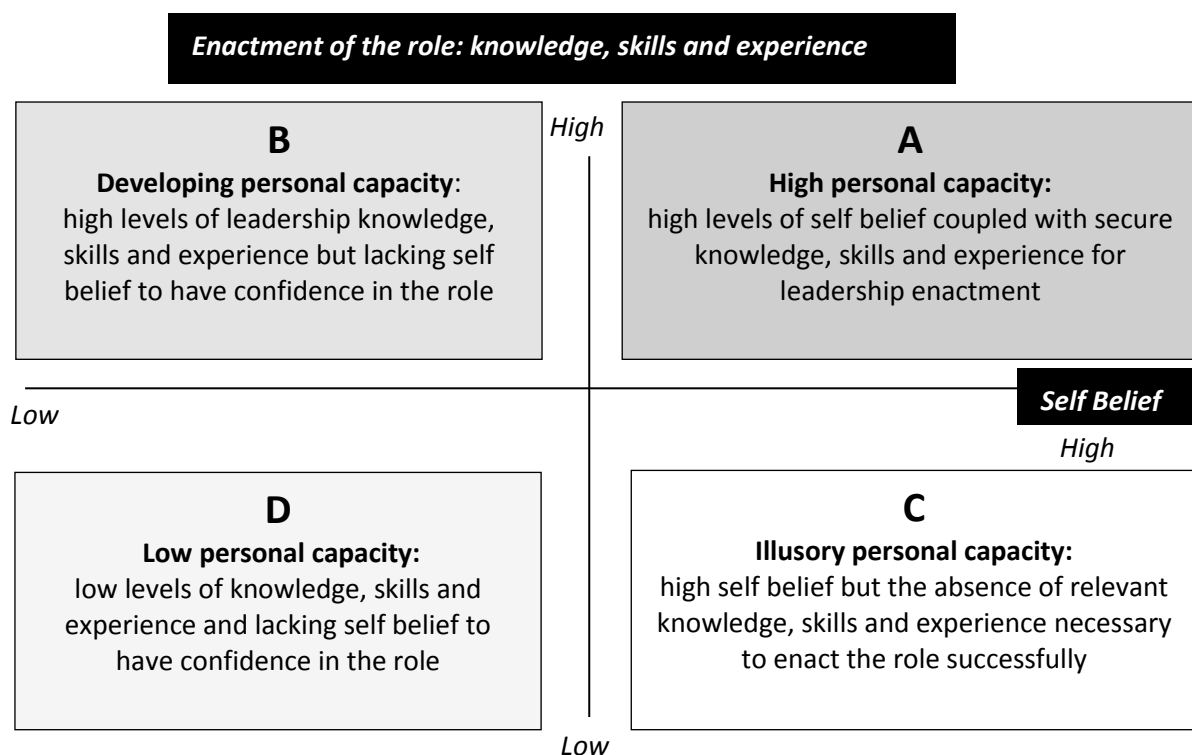 Enactment of the role: knowledge, skills and experience
B
Developing personal capacity:
high levels of leadership knowledge,
skills and experience but lacking self
belief to have confidence in the role
High
A
High personal capacity:
high levels of self belief coupled with secure
knowledge, skills and experience for
leadership enactment
Low
Self Belief
High
D
Low personal capacity:
low levels of knowledge, skills and
experience and lacking self belief to
have confidence in the role
C
Illusory personal capacity:
high self belief but the absence of relevant
knowledge, skills and experience necessary
to enact the role successfully
Low